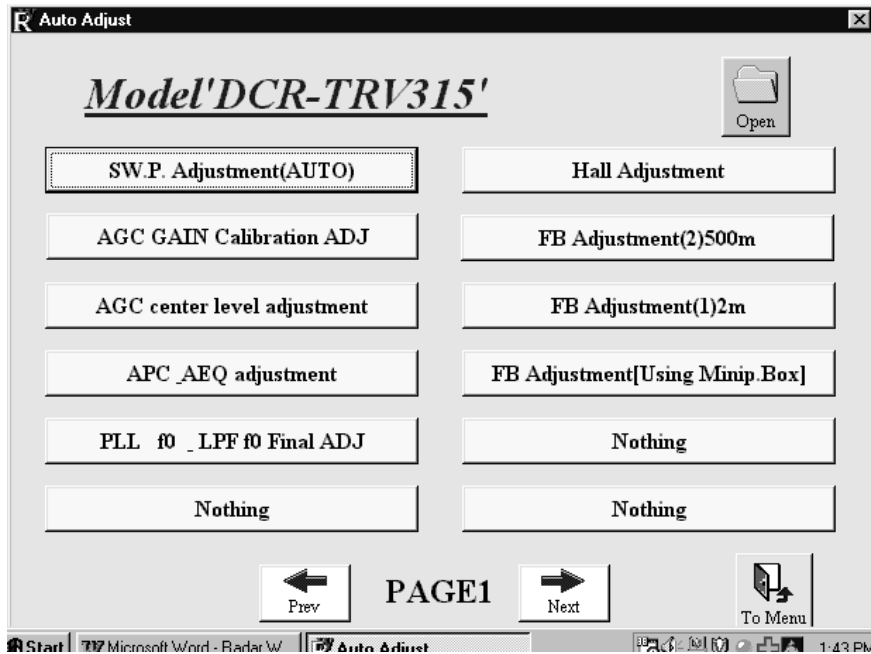 Auto Adjust
Model'DCR-TRV315'
Open
SW.P. Adjustment(AUTO)
Hall Adjustment
AGC GAIN Calibration ADJ
FB Adjustment(2)500m
AGC center level adjustment
FB Adjustment(1)2m
APC _AEQ adjustment
FB Adjustment[Using Minip.Box]
PLL f0 _ LPF f0 Final ADJ
Nothing
Nothing
Nothing
Prev
PAGE1
Next
To Menu
Start
Microsoft Word - Radar W...
Auto Adjust
1:43 PM